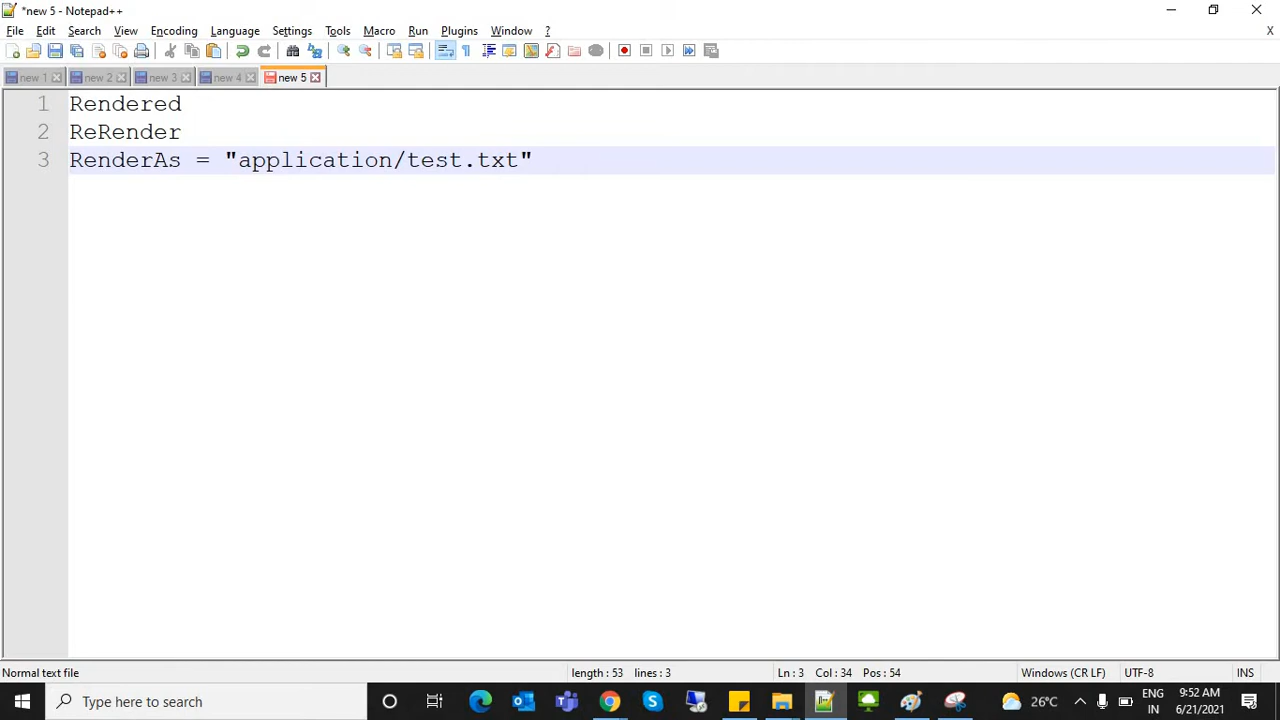 *new 5 - Notepad++
File Edit Search View Encoding Language Settings Tools Macro Run Plugins Window ? X
new 1 new 2 new 3 new 4 new 5
1 Rendered
2 ReRender
3 RenderAs = "application/test.txt"
Normal text file length : 53 lines : 3 Ln : 3 Col : 34 Pos : 54 Windows (CR LF) UTF-8 INS
Type here to search 26°C ENG 9:52 AM
IN 6/21/2021